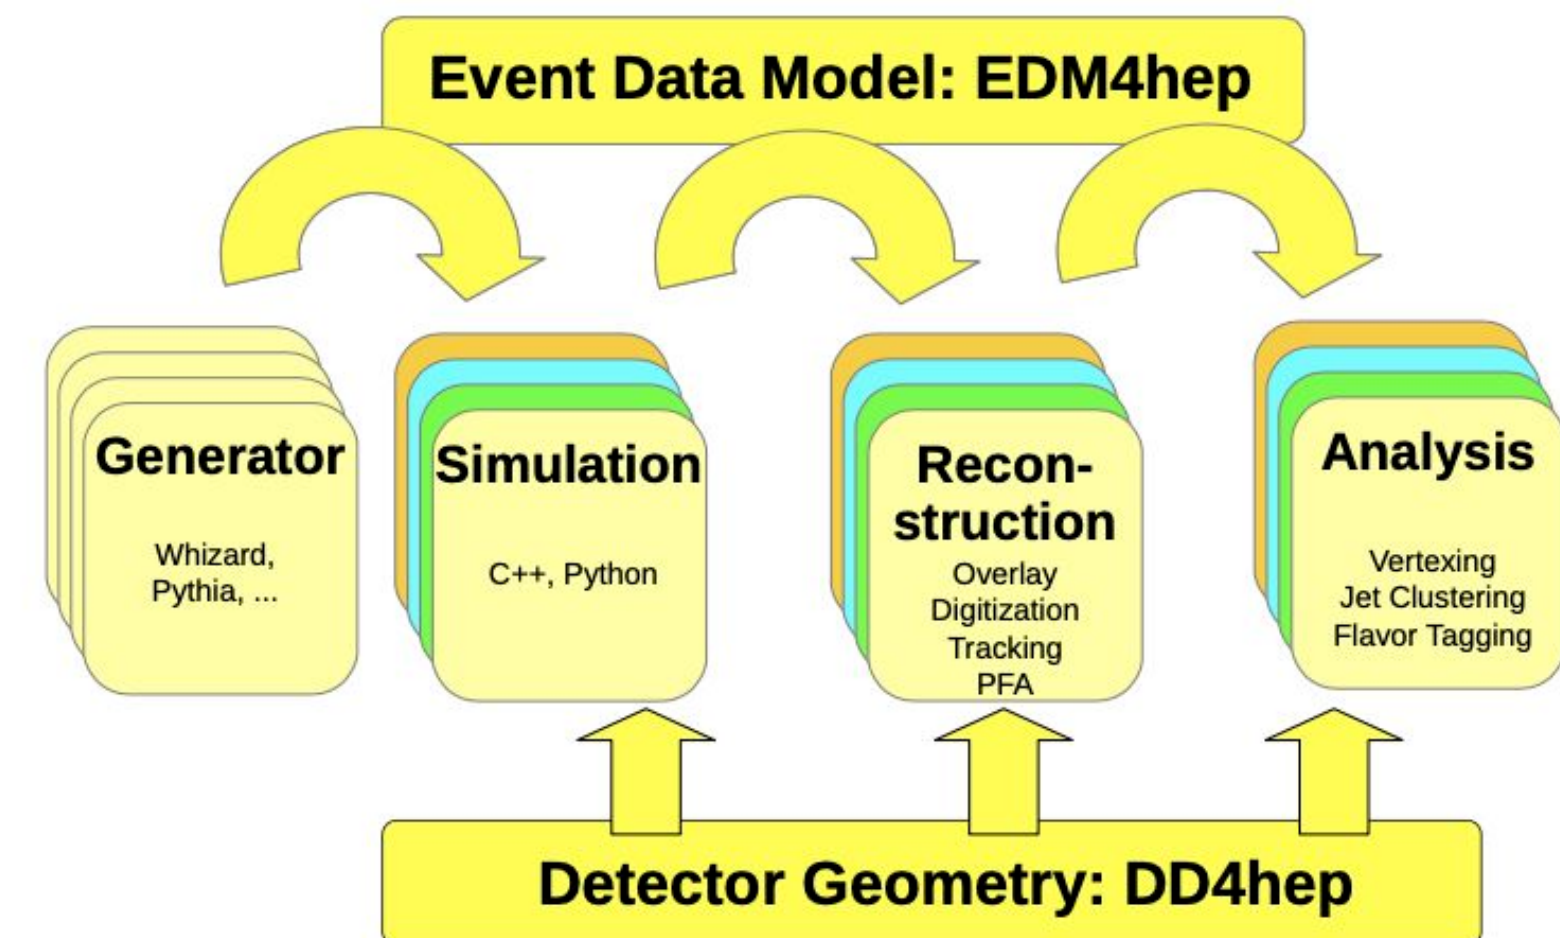 Event Data Model: EDM4hep
Generator
Whizard,
Pythia, ...
Simulation
C++, Python
Recon-
struction
Overlay
Digitization
Tracking
PFA
Analysis
Vertexing
Jet Clustering
Flavor Tagging
Detector Geometry: DD4hep